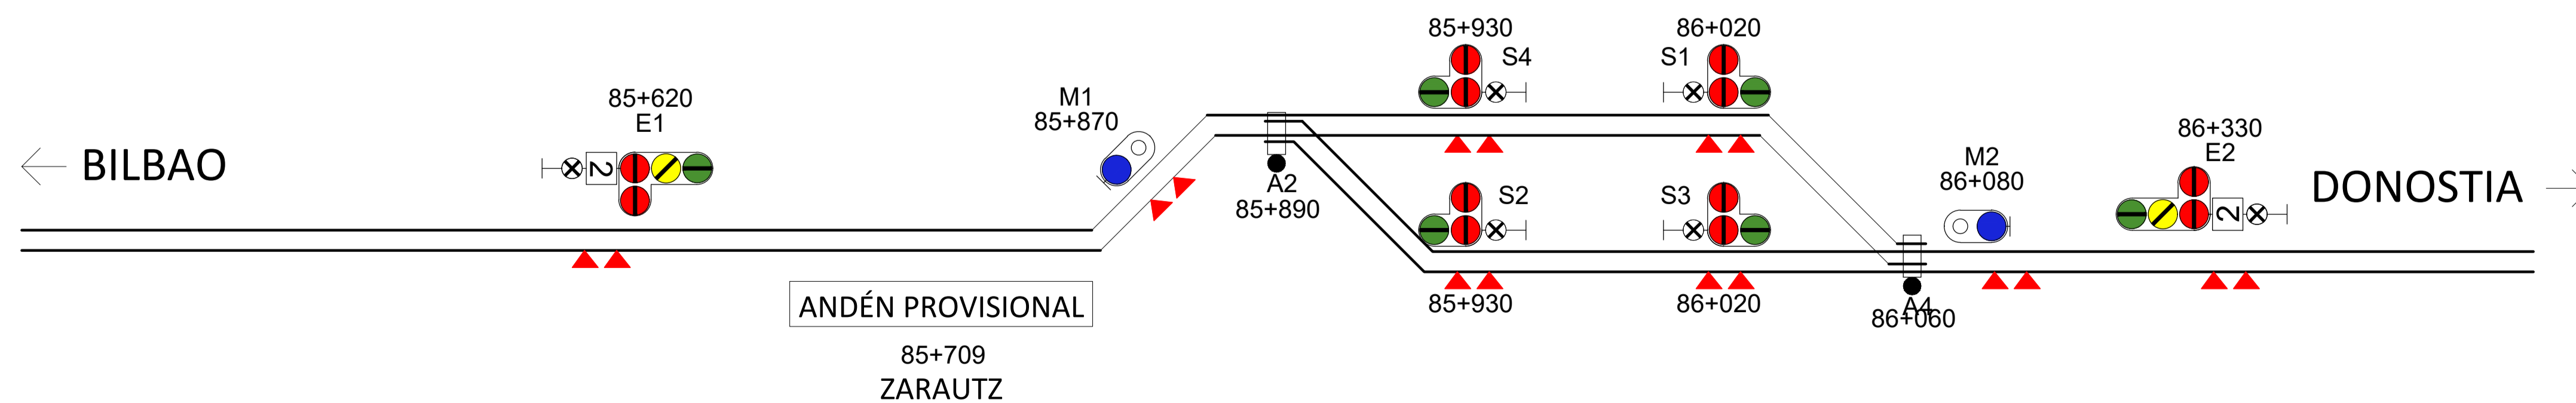 BILBAO
85+620
E1
2
M1
85+870
A2
85+890
85+930
S4
86+020
S1
S2
85+930
S3
86+020
A4
86+060
M2
86+080
86+330
E2
2
DONOSTIA
ANDÉN PROVISIONAL
85+709
ZARAUTZ